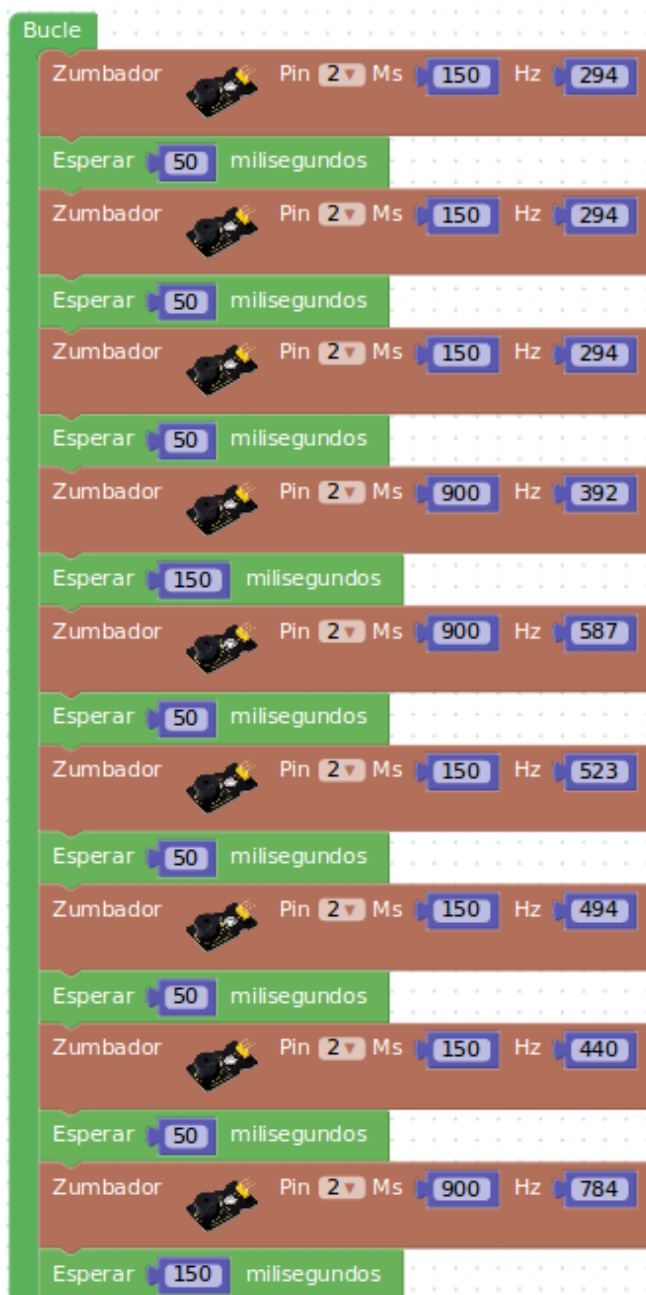 Bucle
Zumbador Pin 2 Ms 150 Hz 294
Esperar 50 milisegundos
Zumbador Pin 2 Ms 150 Hz 294
Esperar 50 milisegundos
Zumbador Pin 2 Ms 150 Hz 294
Esperar 50 milisegundos
Zumbador Pin 2 Ms 900 Hz 392
Esperar 150 milisegundos
Zumbador Pin 2 Ms 900 Hz 587
Esperar 50 milisegundos
Zumbador Pin 2 Ms 150 Hz 523
Esperar 50 milisegundos
Zumbador Pin 2 Ms 150 Hz 494
Esperar 50 milisegundos
Zumbador Pin 2 Ms 150 Hz 440
Esperar 50 milisegundos
Zumbador Pin 2 Ms 900 Hz 784
Esperar 150 milisegundos